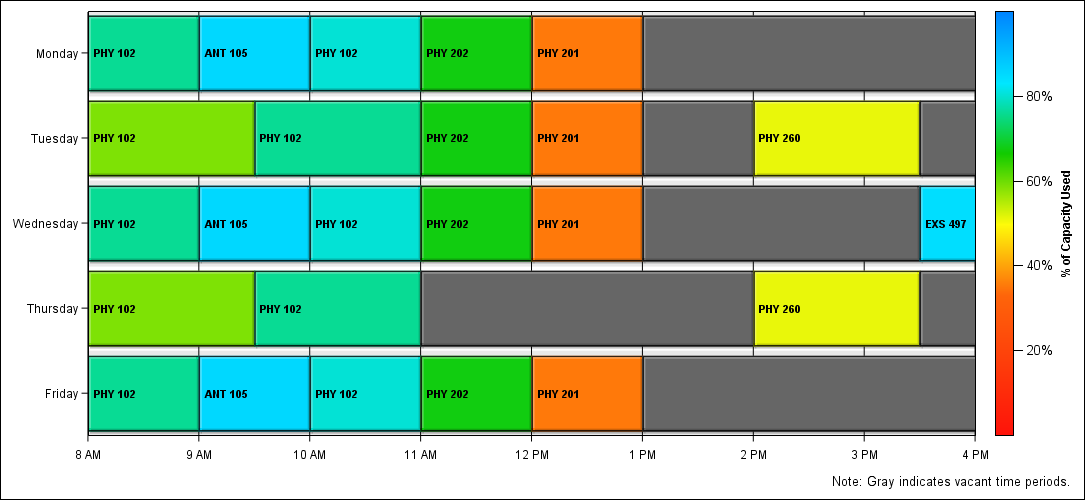 Monday
PHY 102
ANT 105
PHY 102
PHY 202
PHY 201
Tuesday
PHY 102
PHY 102
PHY 202
PHY 201
PHY 260
Wednesday
PHY 102
ANT 105
PHY 102
PHY 202
PHY 201
EXS 497
Thursday
PHY 102
PHY 102
PHY 260
Friday
PHY 102
ANT 105
PHY 102
PHY 202
PHY 201
8 AM
9 AM
10 AM
11 AM
12 PM
1 PM
2 PM
3 PM
4 PM
80%
60%
40%
20%
% of Capacity Used
Note: Gray indicates vacant time periods.